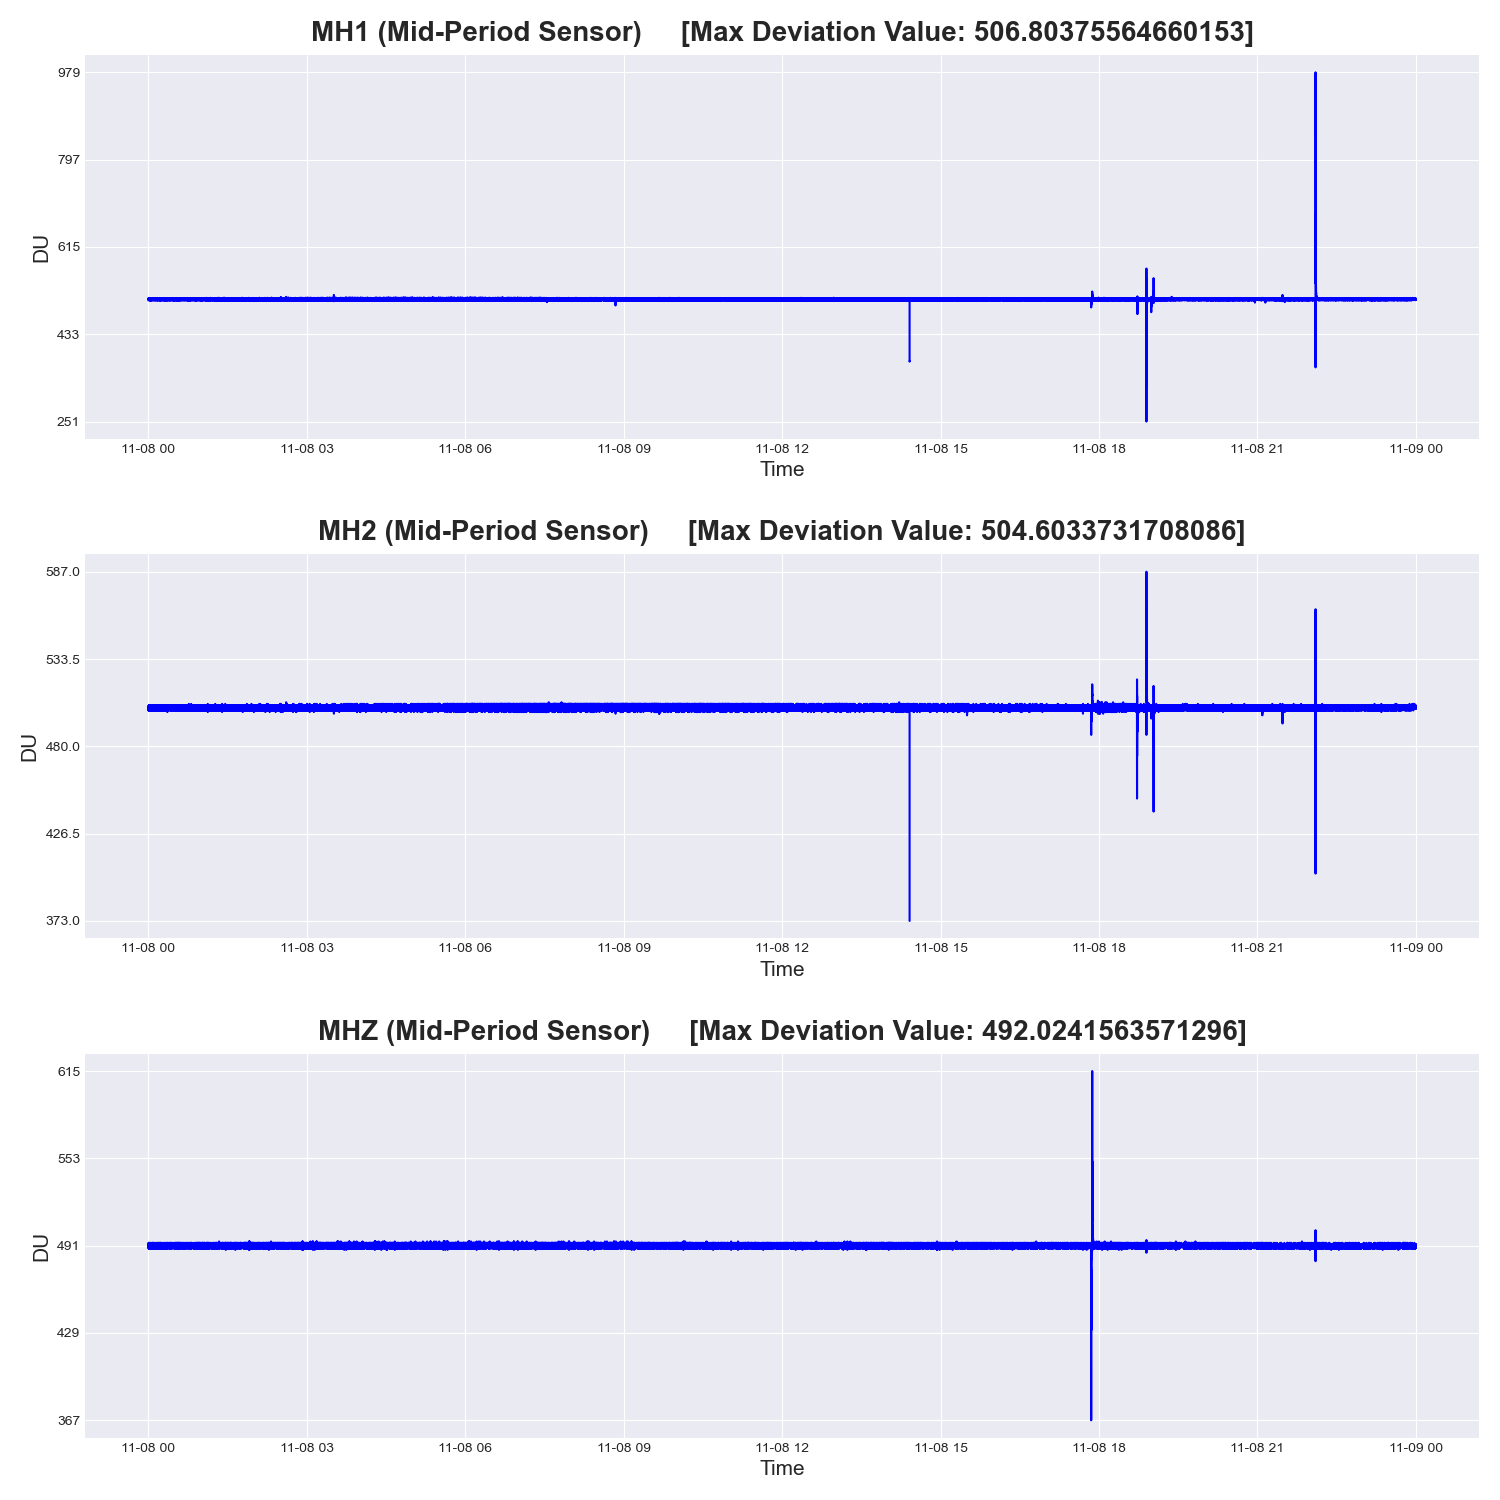 MH1 (Mid-Period Sensor)     [Max Deviation Value: 506.80375564660153]
979
797
615
433
251
DU
11-08 00 11-08 03 11-08 06 11-08 09 11-08 12 11-08 15 11-08 18 11-08 21 11-09 00
Time
MH2 (Mid-Period Sensor)     [Max Deviation Value: 504.6033731708086]
587.0
533.5
480.0
426.5
373.0
DU
11-08 00 11-08 03 11-08 06 11-08 09 11-08 12 11-08 15 11-08 18 11-08 21 11-09 00
Time
MHZ (Mid-Period Sensor)     [Max Deviation Value: 492.0241563571296]
615
553
491
429
367
DU
11-08 00 11-08 03 11-08 06 11-08 09 11-08 12 11-08 15 11-08 18 11-08 21 11-09 00
Time